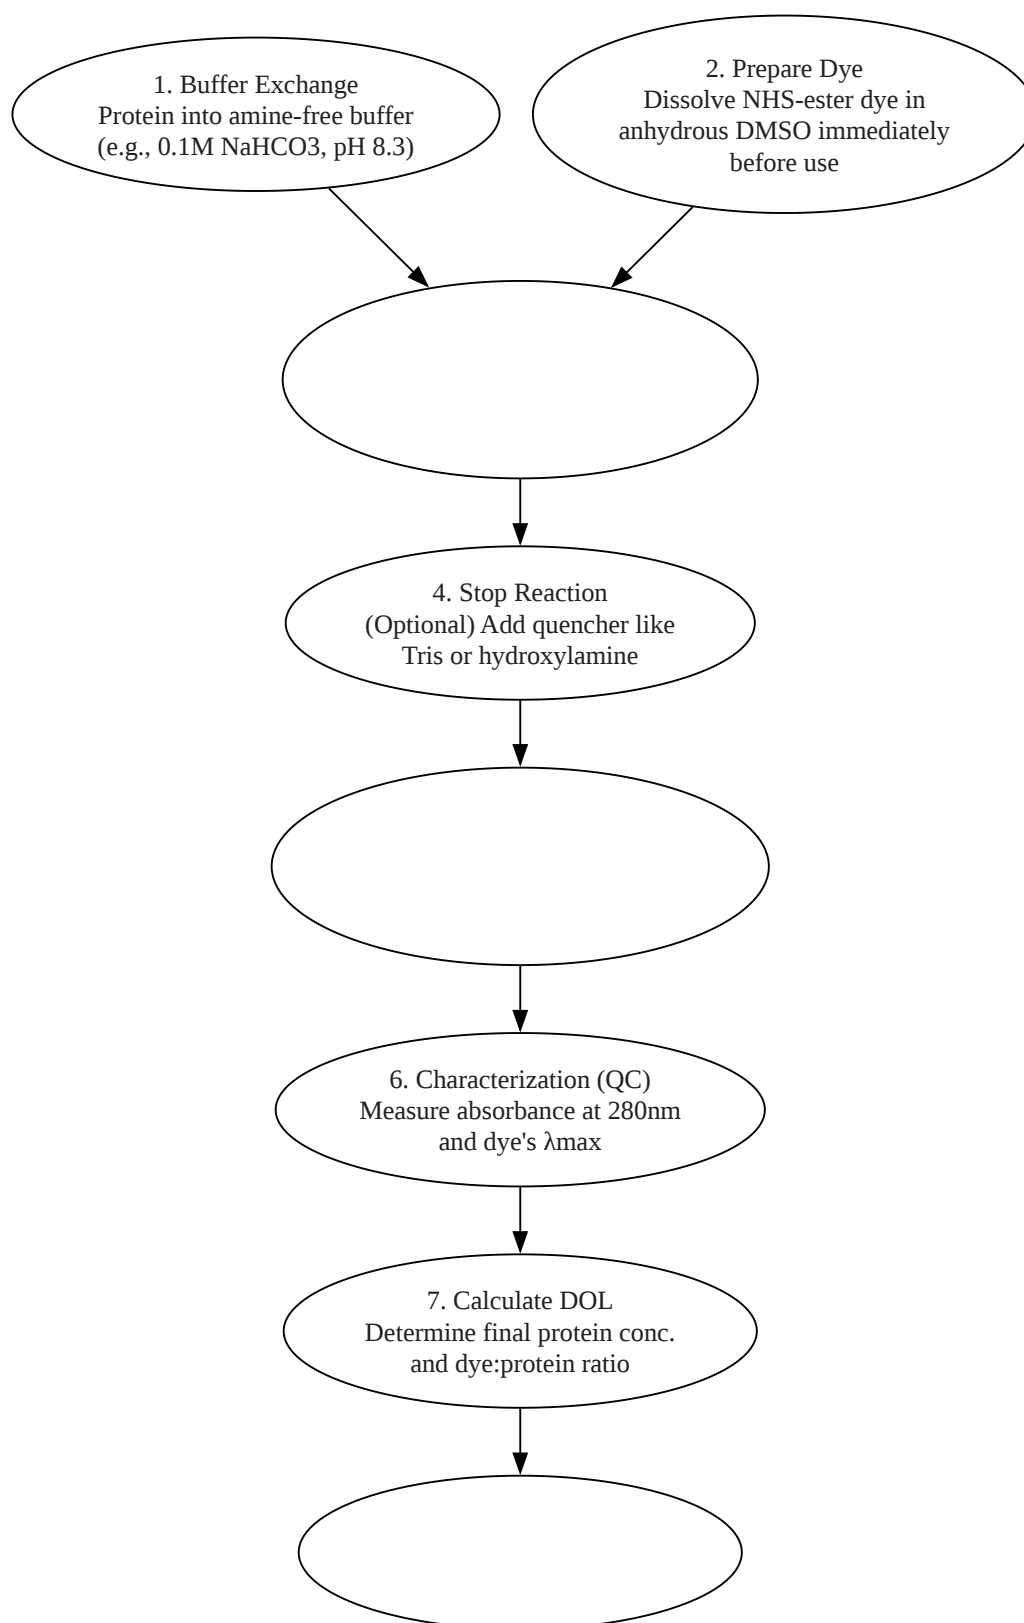 1. Buffer Exchange
Protein into amine-free buffer
(e.g., 0.1M NaHCO3, pH 8.3)
2. Prepare Dye
Dissolve NHS-ester dye in
anhydrous DMSO immediately
before use
4. Stop Reaction
(Optional) Add quencher like
Tris or hydroxylamine
6. Characterization (QC)
Measure absorbance at 280nm
and dye's λmax
7. Calculate DOL
Determine final protein conc.
and dye:protein ratio